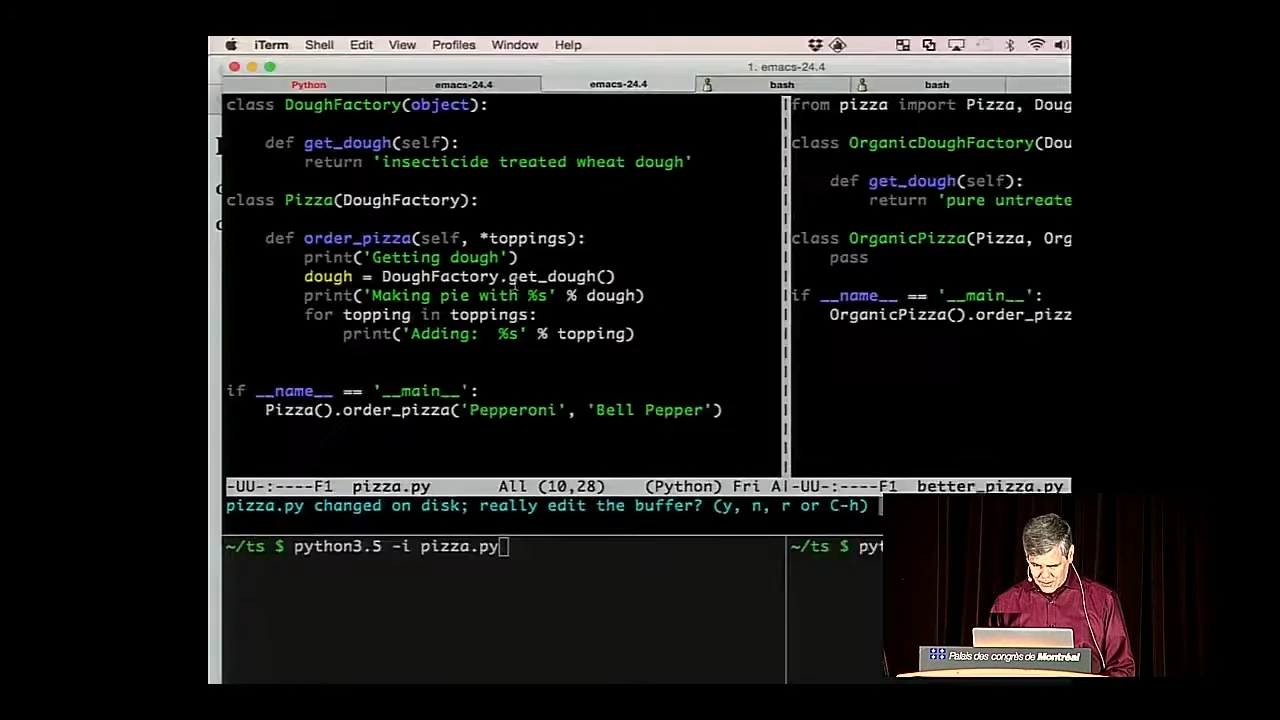 iTerm Shell Edit View Profiles Window Help
1. emacs-24.4
Python emacs-24.4 emacs-24.4 bash bash
class DoughFactory(object):
def get_dough(self):
return 'insecticide treated wheat dough'
class Pizza(DoughFactory):
def order_pizza(self, *toppings):
print('Getting dough')
dough = DoughFactory.get_dough()
print('Making pie with %s' % dough)
for topping in toppings:
print('Adding: %s' % topping)
if __name__ == '__main__':
Pizza().order_pizza('Pepperoni', 'Bell Pepper')
-UU-:----F1 pizza.py All (10,28) (Python) Fri A
pizza.py changed on disk; really edit the buffer? (y, n, r or C-h)
~/ts $ python3.5 -i pizza.py
from pizza import Pizza, Doug
class OrganicDoughFactory(Dou
def get_dough(self):
return 'pure untreate
class OrganicPizza(Pizza, Org
pass
if __name__ == '__main__':
OrganicPizza().order_pizz
-UU-:----F1 better_pizza.py
~/ts $ pyt
Palais des congrès de Montréal